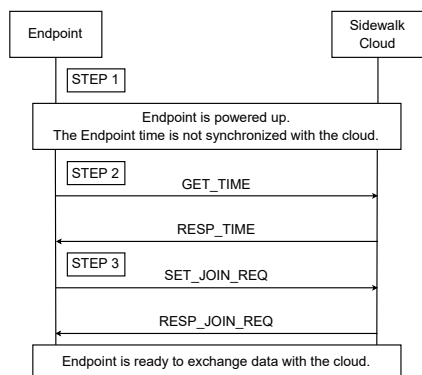 Endpoint
Sidewalk
Cloud
STEP 1
Endpoint is powered up.
The Endpoint time is not synchronized with the cloud.
STEP 2
GET_TIME
RESP_TIME
STEP 3
SET_JOIN_REQ
RESP_JOIN_REQ
Endpoint is ready to exchange data with the cloud.